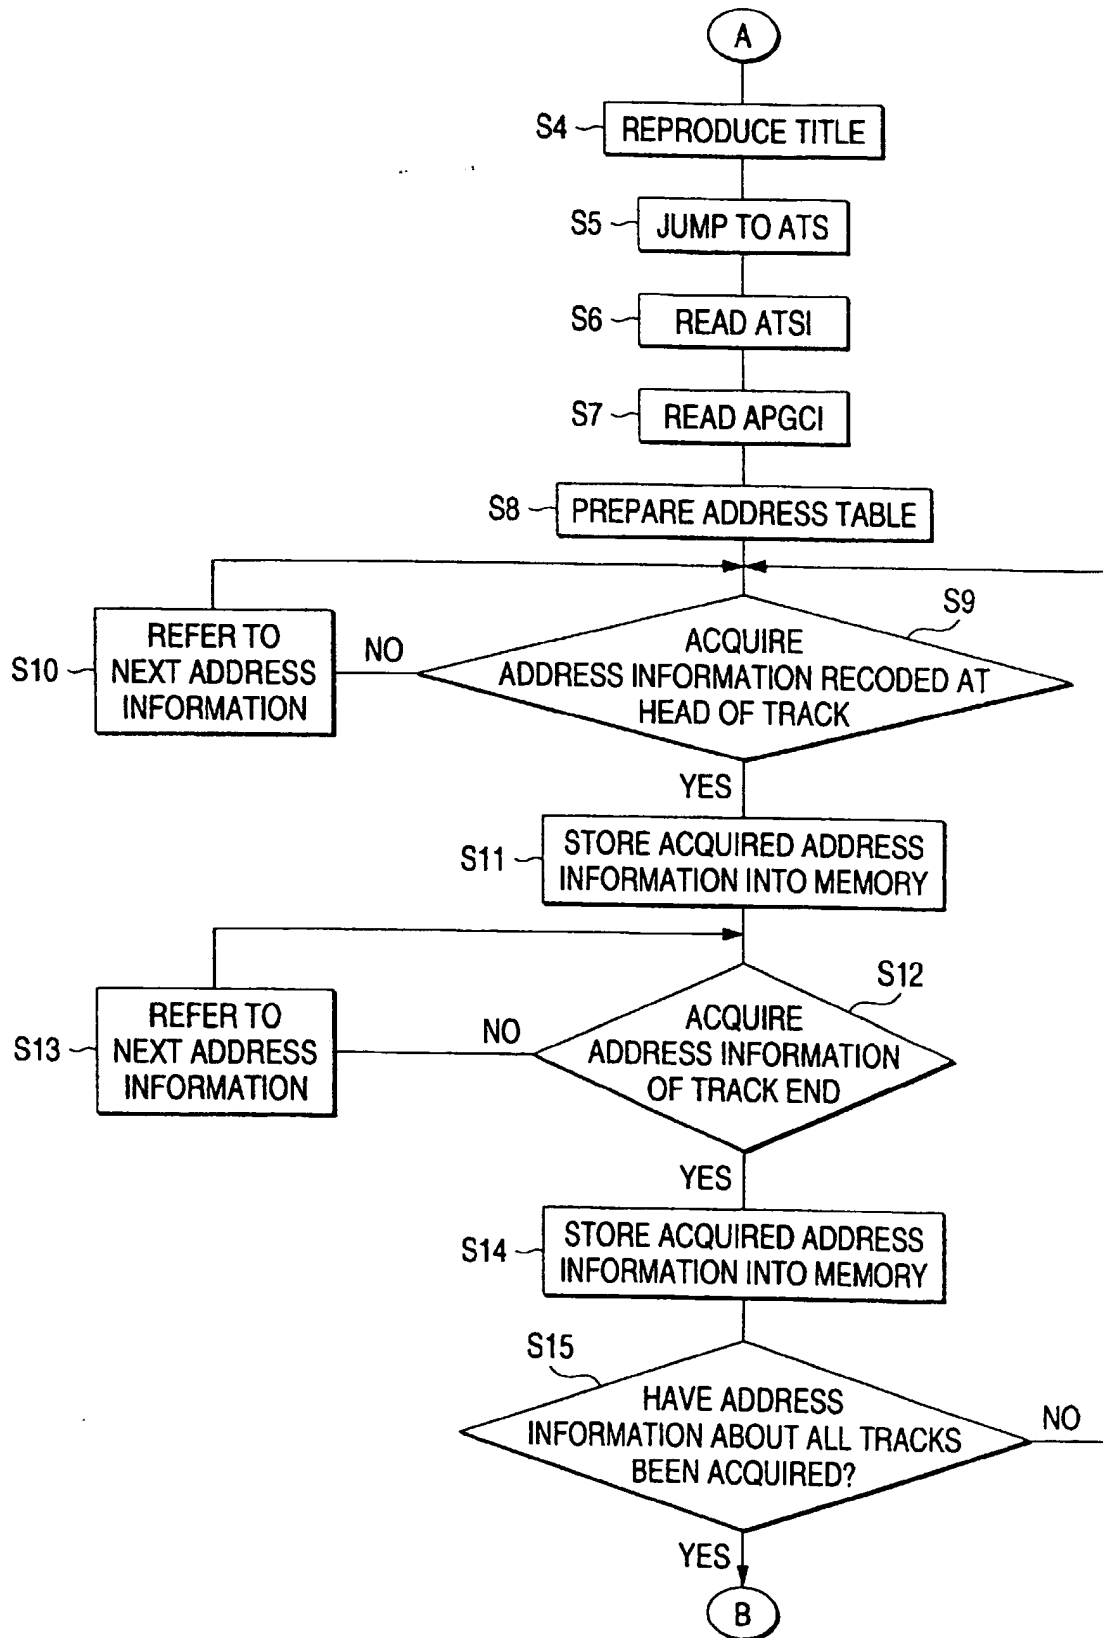 A
S4
REPRODUCE TITLE
S5
JUMP TO ATS
S6
READ ATSI
S7
READ APGCI
S8
PREPARE ADDRESS TABLE
S9
ACQUIRE
ADDRESS INFORMATION RECODED AT
HEAD OF TRACK
NO
S10
REFER TO
NEXT ADDRESS
INFORMATION
YES
S11
STORE ACQUIRED ADDRESS
INFORMATION INTO MEMORY
S12
ACQUIRE
ADDRESS INFORMATION
OF TRACK END
NO
S13
REFER TO
NEXT ADDRESS
INFORMATION
YES
S14
STORE ACQUIRED ADDRESS
INFORMATION INTO MEMORY
S15
HAVE ADDRESS
INFORMATION ABOUT ALL TRACKS
BEEN ACQUIRED?
NO
YES
B